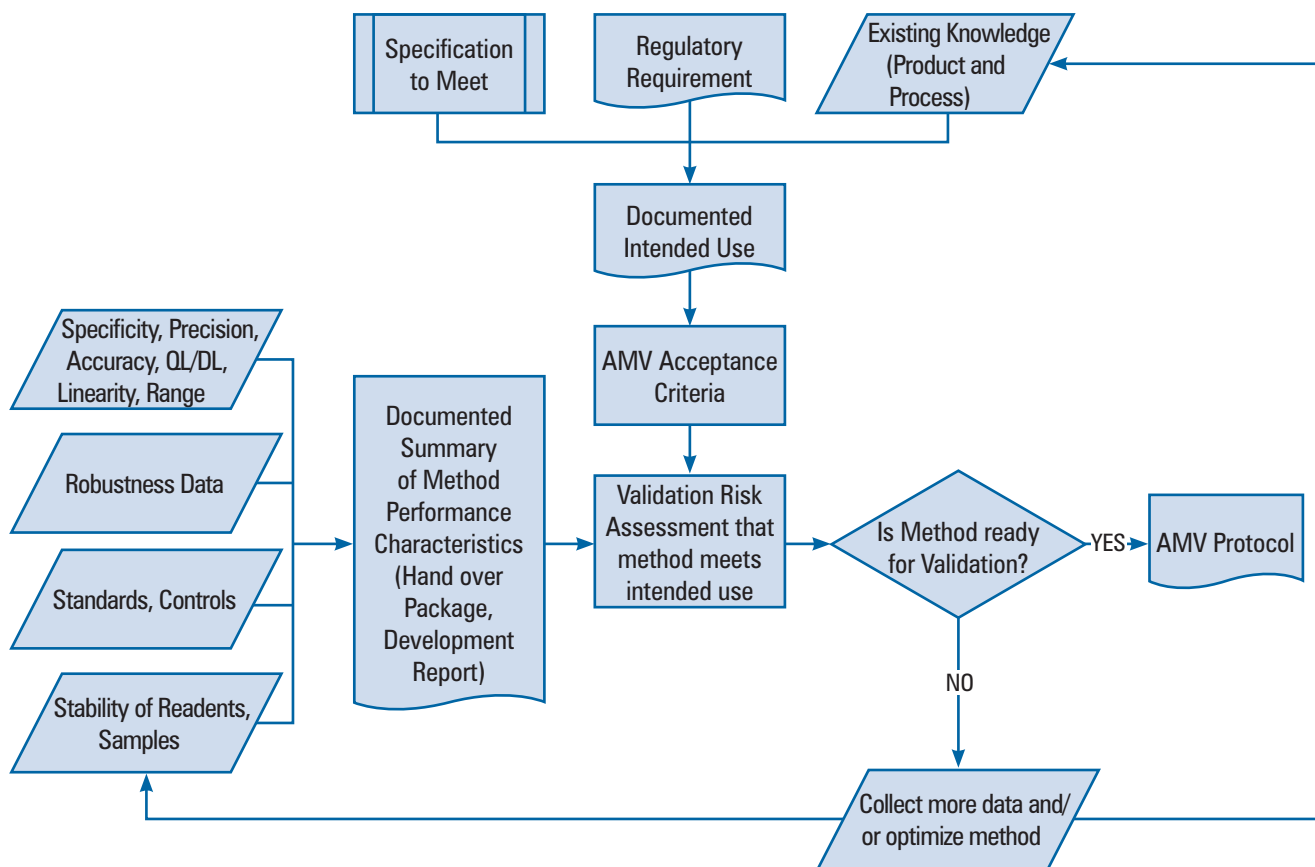 Specification
to Meet
Regulatory
Requirement
Existing Knowledge
(Product and
Process)
Documented
Intended Use
AMV Acceptance
Criteria
Specificity, Precision,
Accuracy, QL/DL,
Linearity, Range
Robustness Data
Standards, Controls
Stability of Readents,
Samples
Documented
Summary
of Method
Performance
Characteristics
(Hand over
Package,
Development
Report)
Validation Risk
Assessment that
method meets
intended use
Is Method ready
for Validation?
YES
AMV Protocol
NO
Collect more data and/
or optimize method